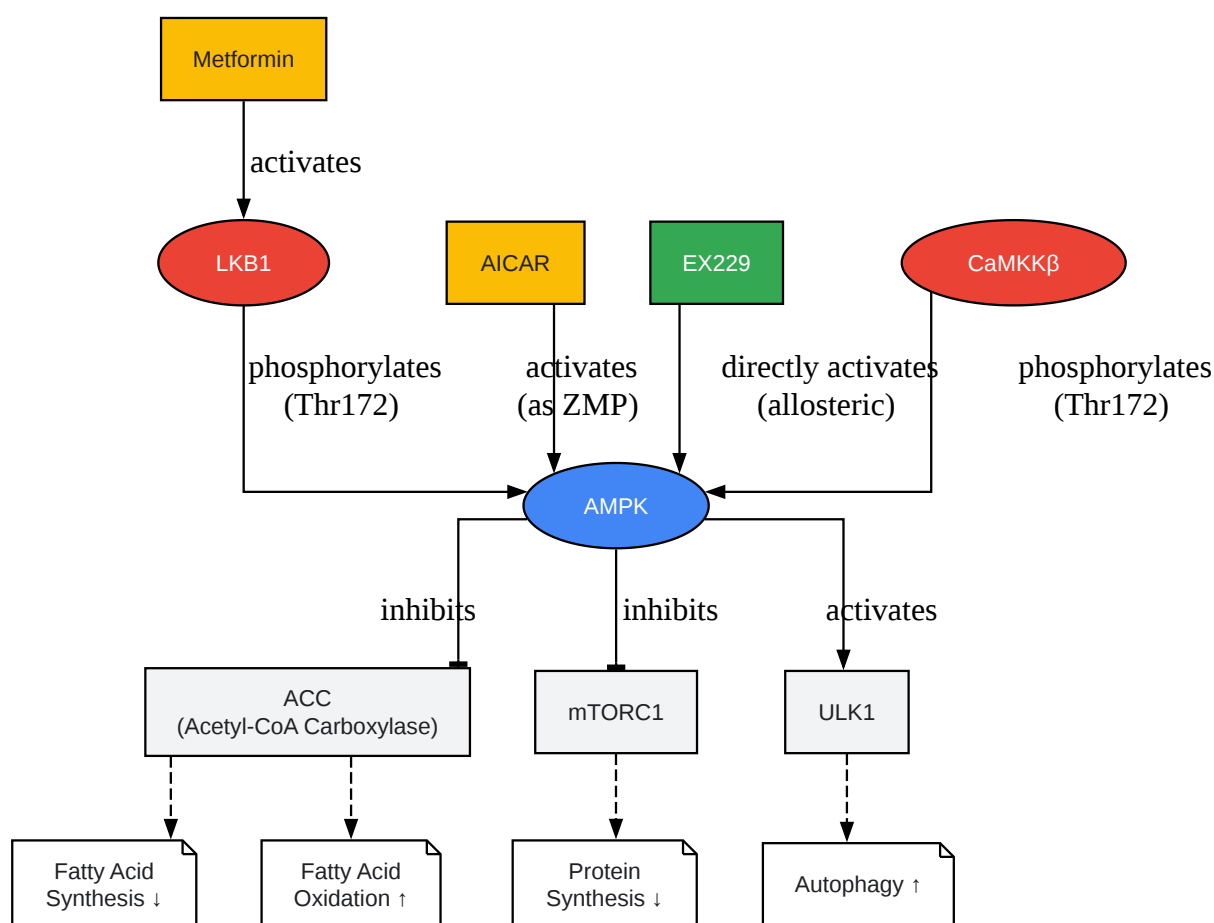 Metformin
activates
LKB1
AICAR
EX229
CaMKKβ
phosphorylates
(Thr172)
activates
(as ZMP)
directly activates
(allosteric)
phosphorylates
(Thr172)
AMPK
inhibits
inhibits
activates
ACC
(Acetyl-CoA Carboxylase)
mTORC1
ULK1
Fatty Acid
Synthesis ↓
Fatty Acid
Oxidation ↑
Protein
Synthesis ↓
Autophagy ↑